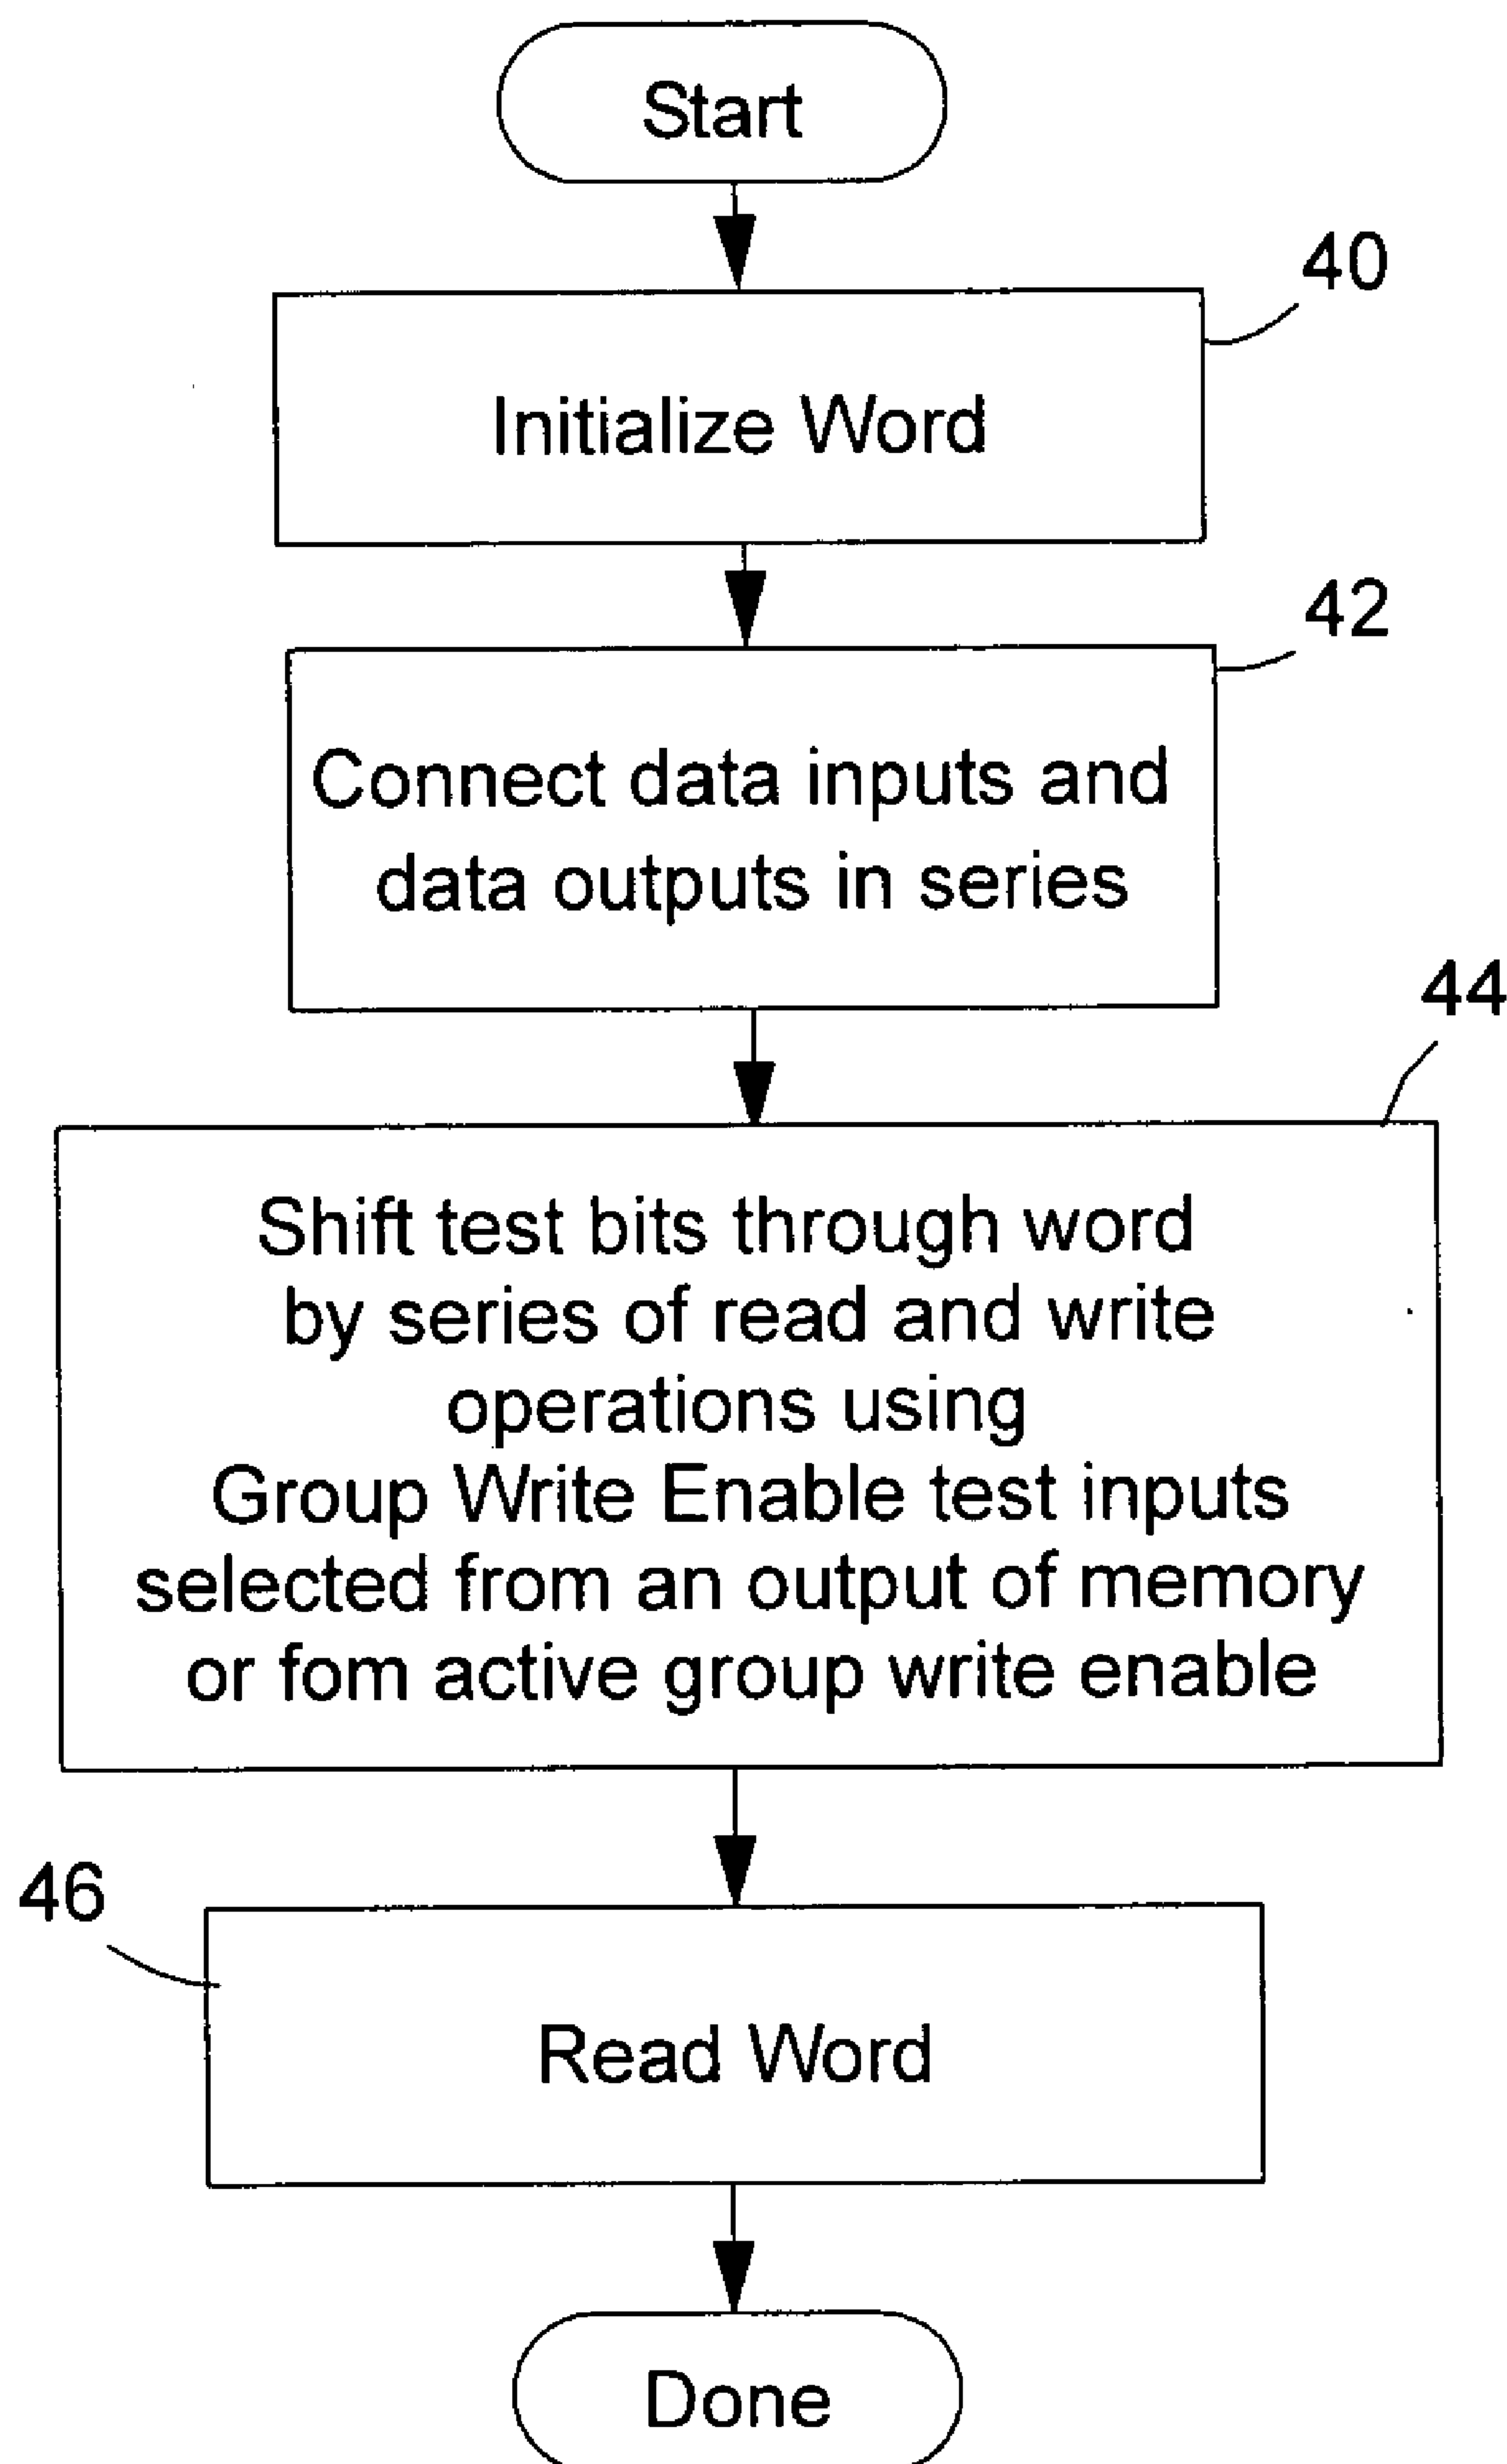 Start
40
Initialize Word
42
Connect data inputs and
data outputs in series
44
Shift test bits through word
by series of read and write
operations using
Group Write Enable test inputs
selected from an output of memory
or fom active group write enable
46
Read Word
Done